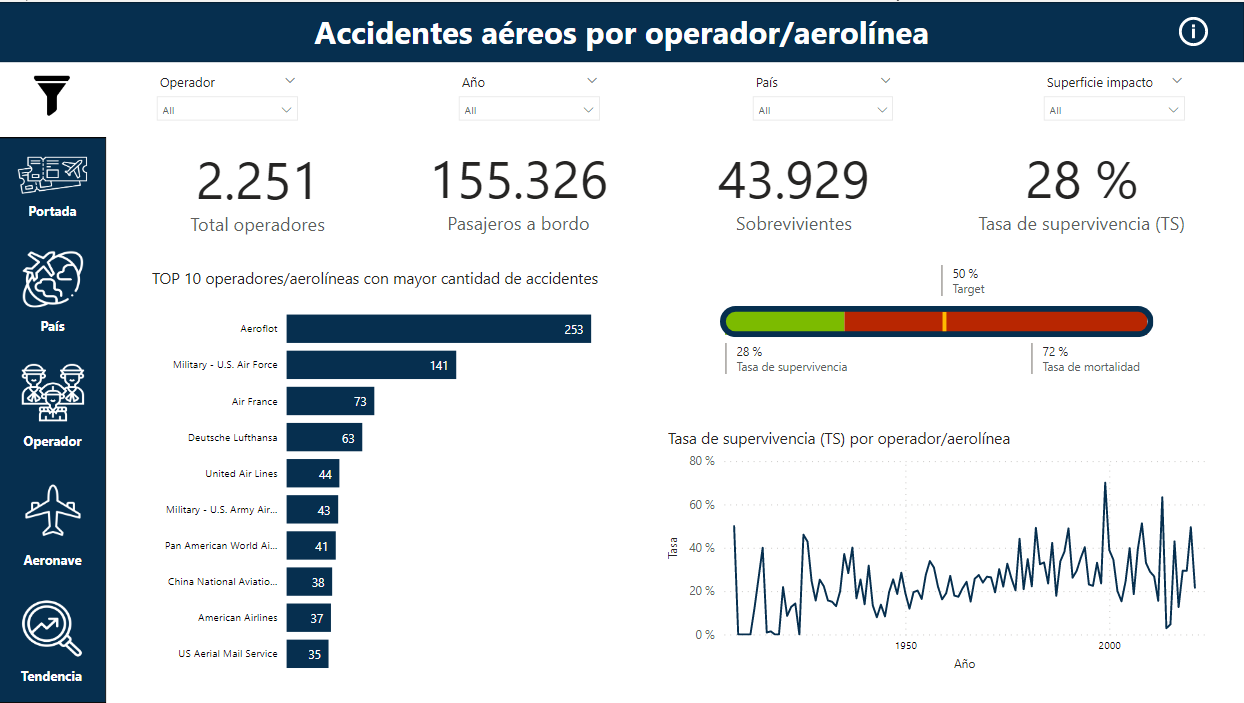 Accidentes aéreos por operador/aerolínea
Operador
All
Año
All
País
All
Superficie impacto
All
Portada
País
Operador
Aeronave
Tendencia
2.251
Total operadores
155.326
Pasajeros a bordo
43.929
Sobrevivientes
28 %
Tasa de supervivencia (TS)
TOP 10 operadores/aerolíneas con mayor cantidad de accidentes
Aeroflot 253
Military - U.S. Air Force 141
Air France 73
Deutsche Lufthansa 63
United Air Lines 44
Military - U.S. Army Air... 43
Pan American World Ai... 41
China National Aviatio... 38
American Airlines 37
US Aerial Mail Service 35
50 %
Target
28 %
Tasa de supervivencia
72 %
Tasa de mortalidad
Tasa de supervivencia (TS) por operador/aerolínea
80 %
60 %
40 %
20 %
0 %
Tasa
1950
2000
Año